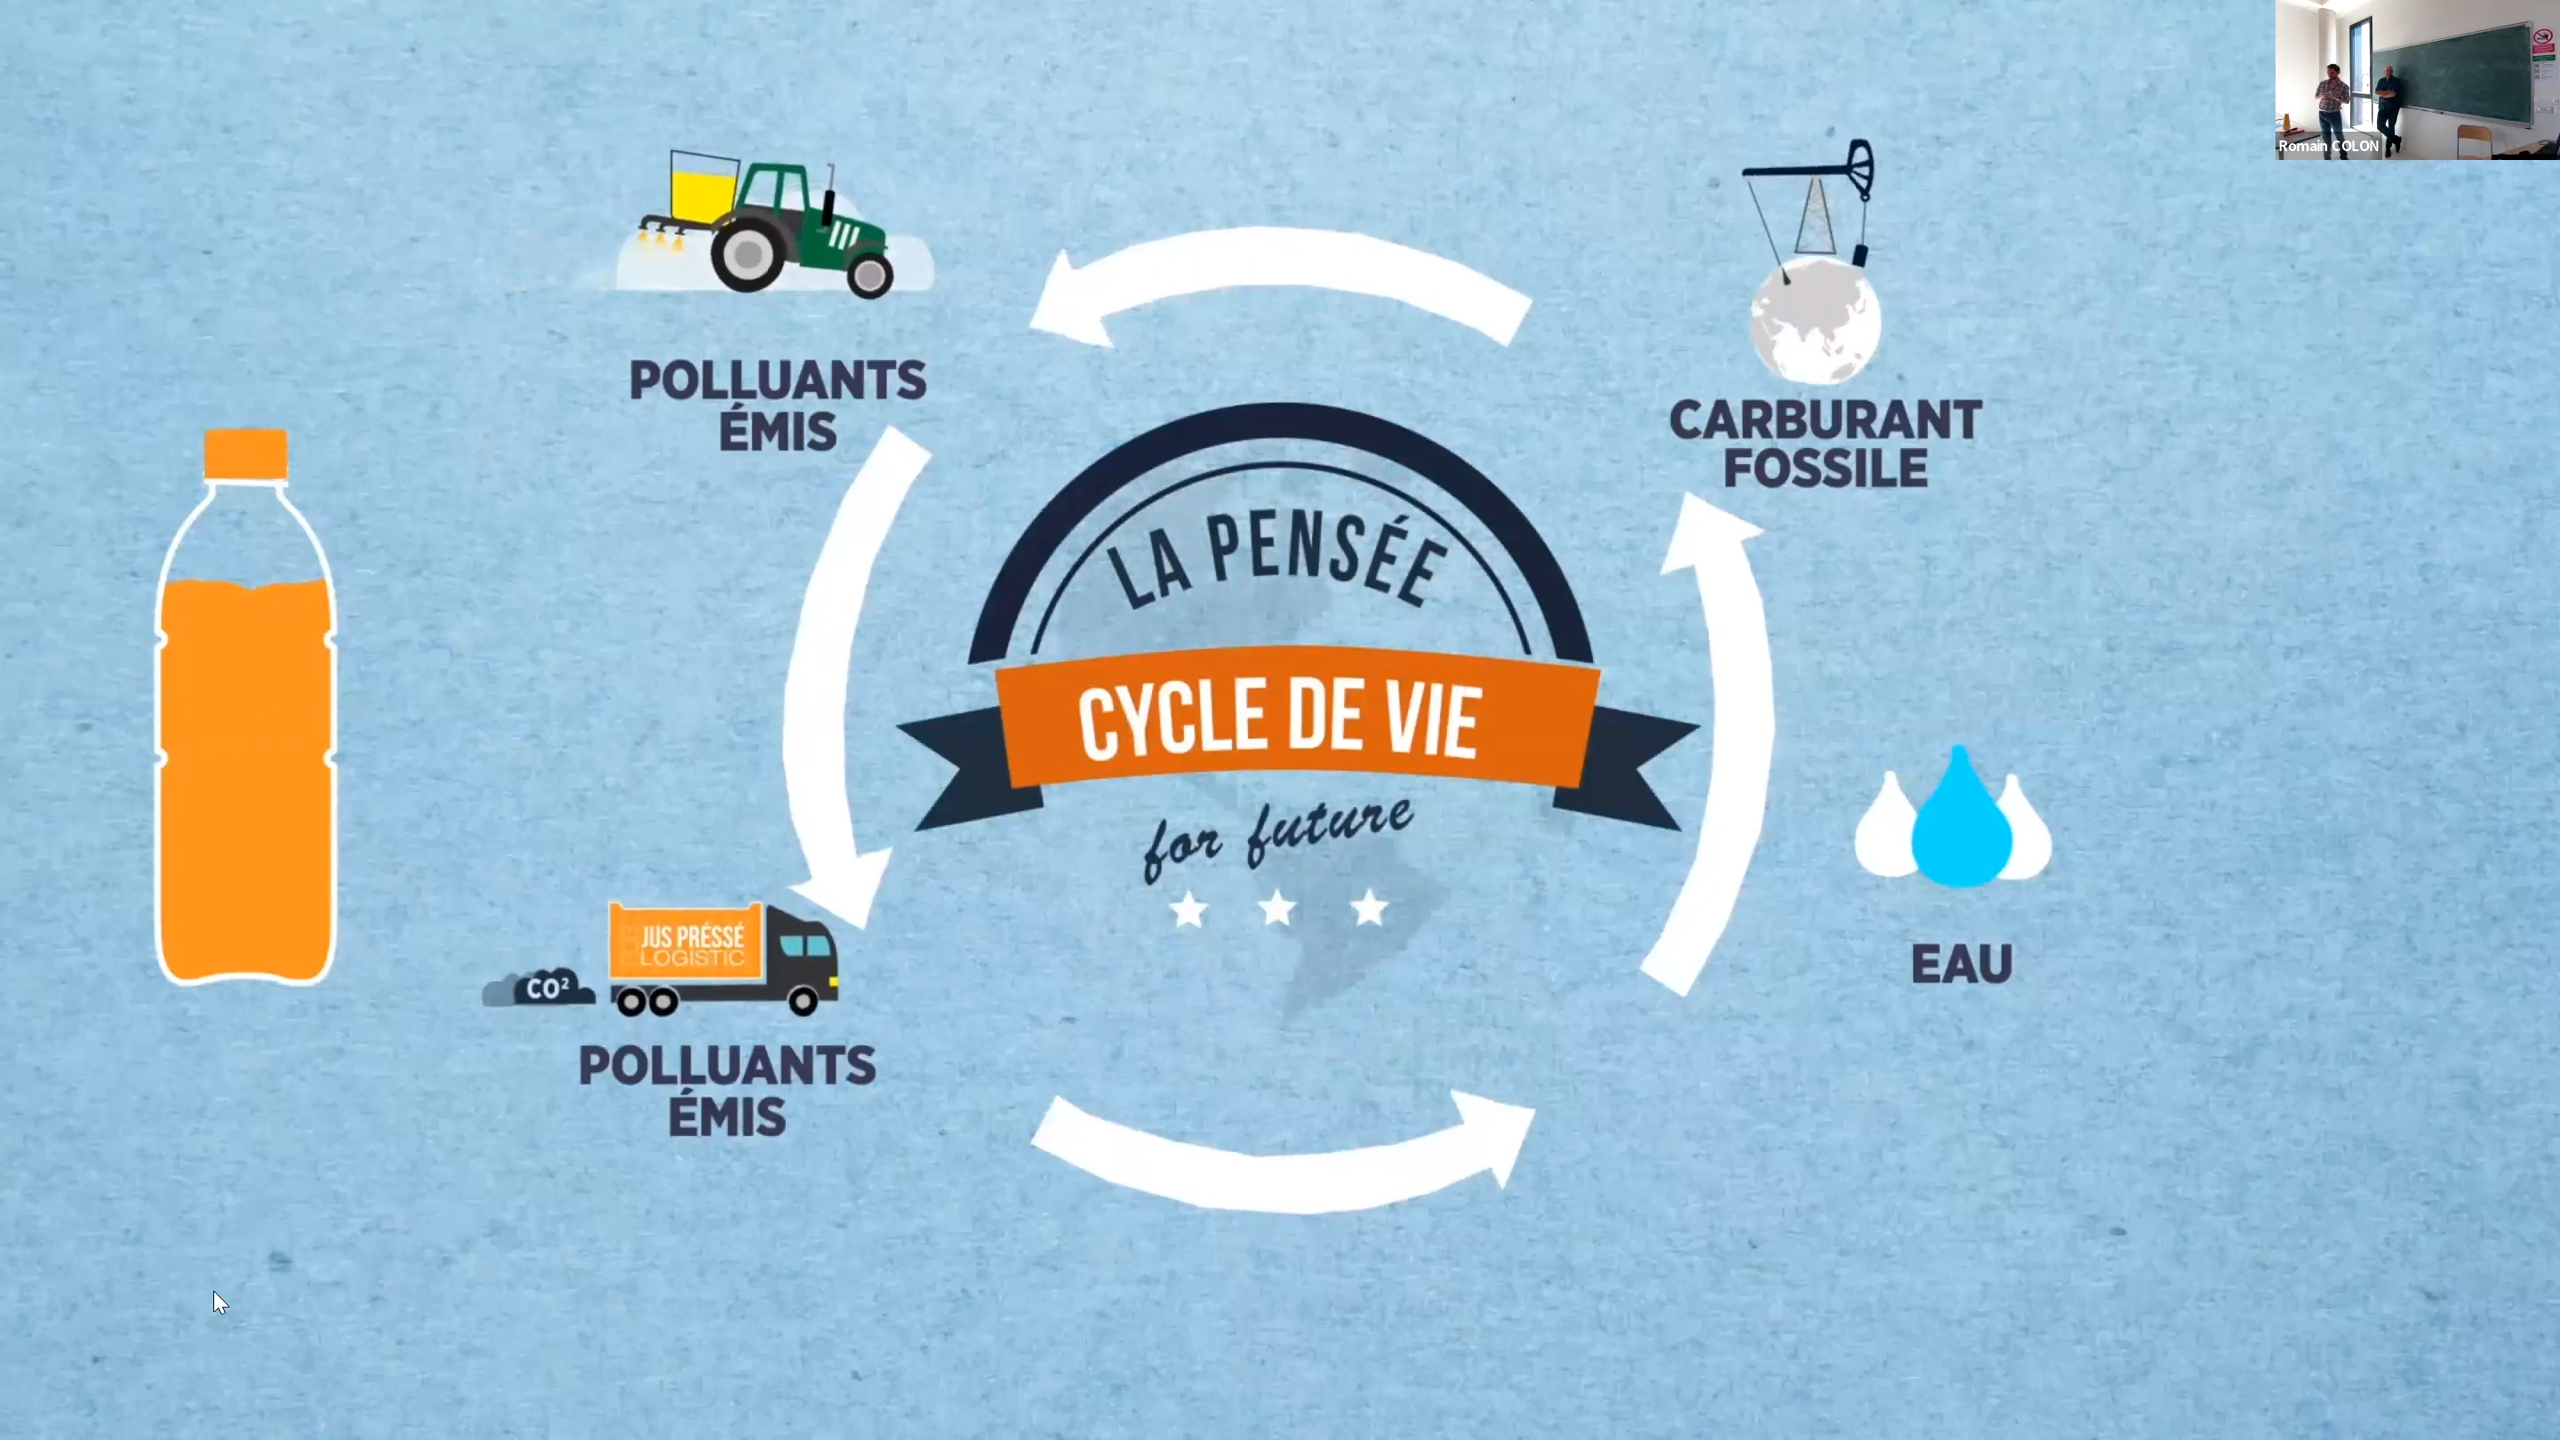 Romain COLON
POLLUANTS
ÉMIS
CARBURANT
FOSSILE
LA PENSÉE
CYCLE DE VIE
for future
EAU
JUS PRÉSSÉ
LOGISTIC
CO²
POLLUANTS
ÉMIS